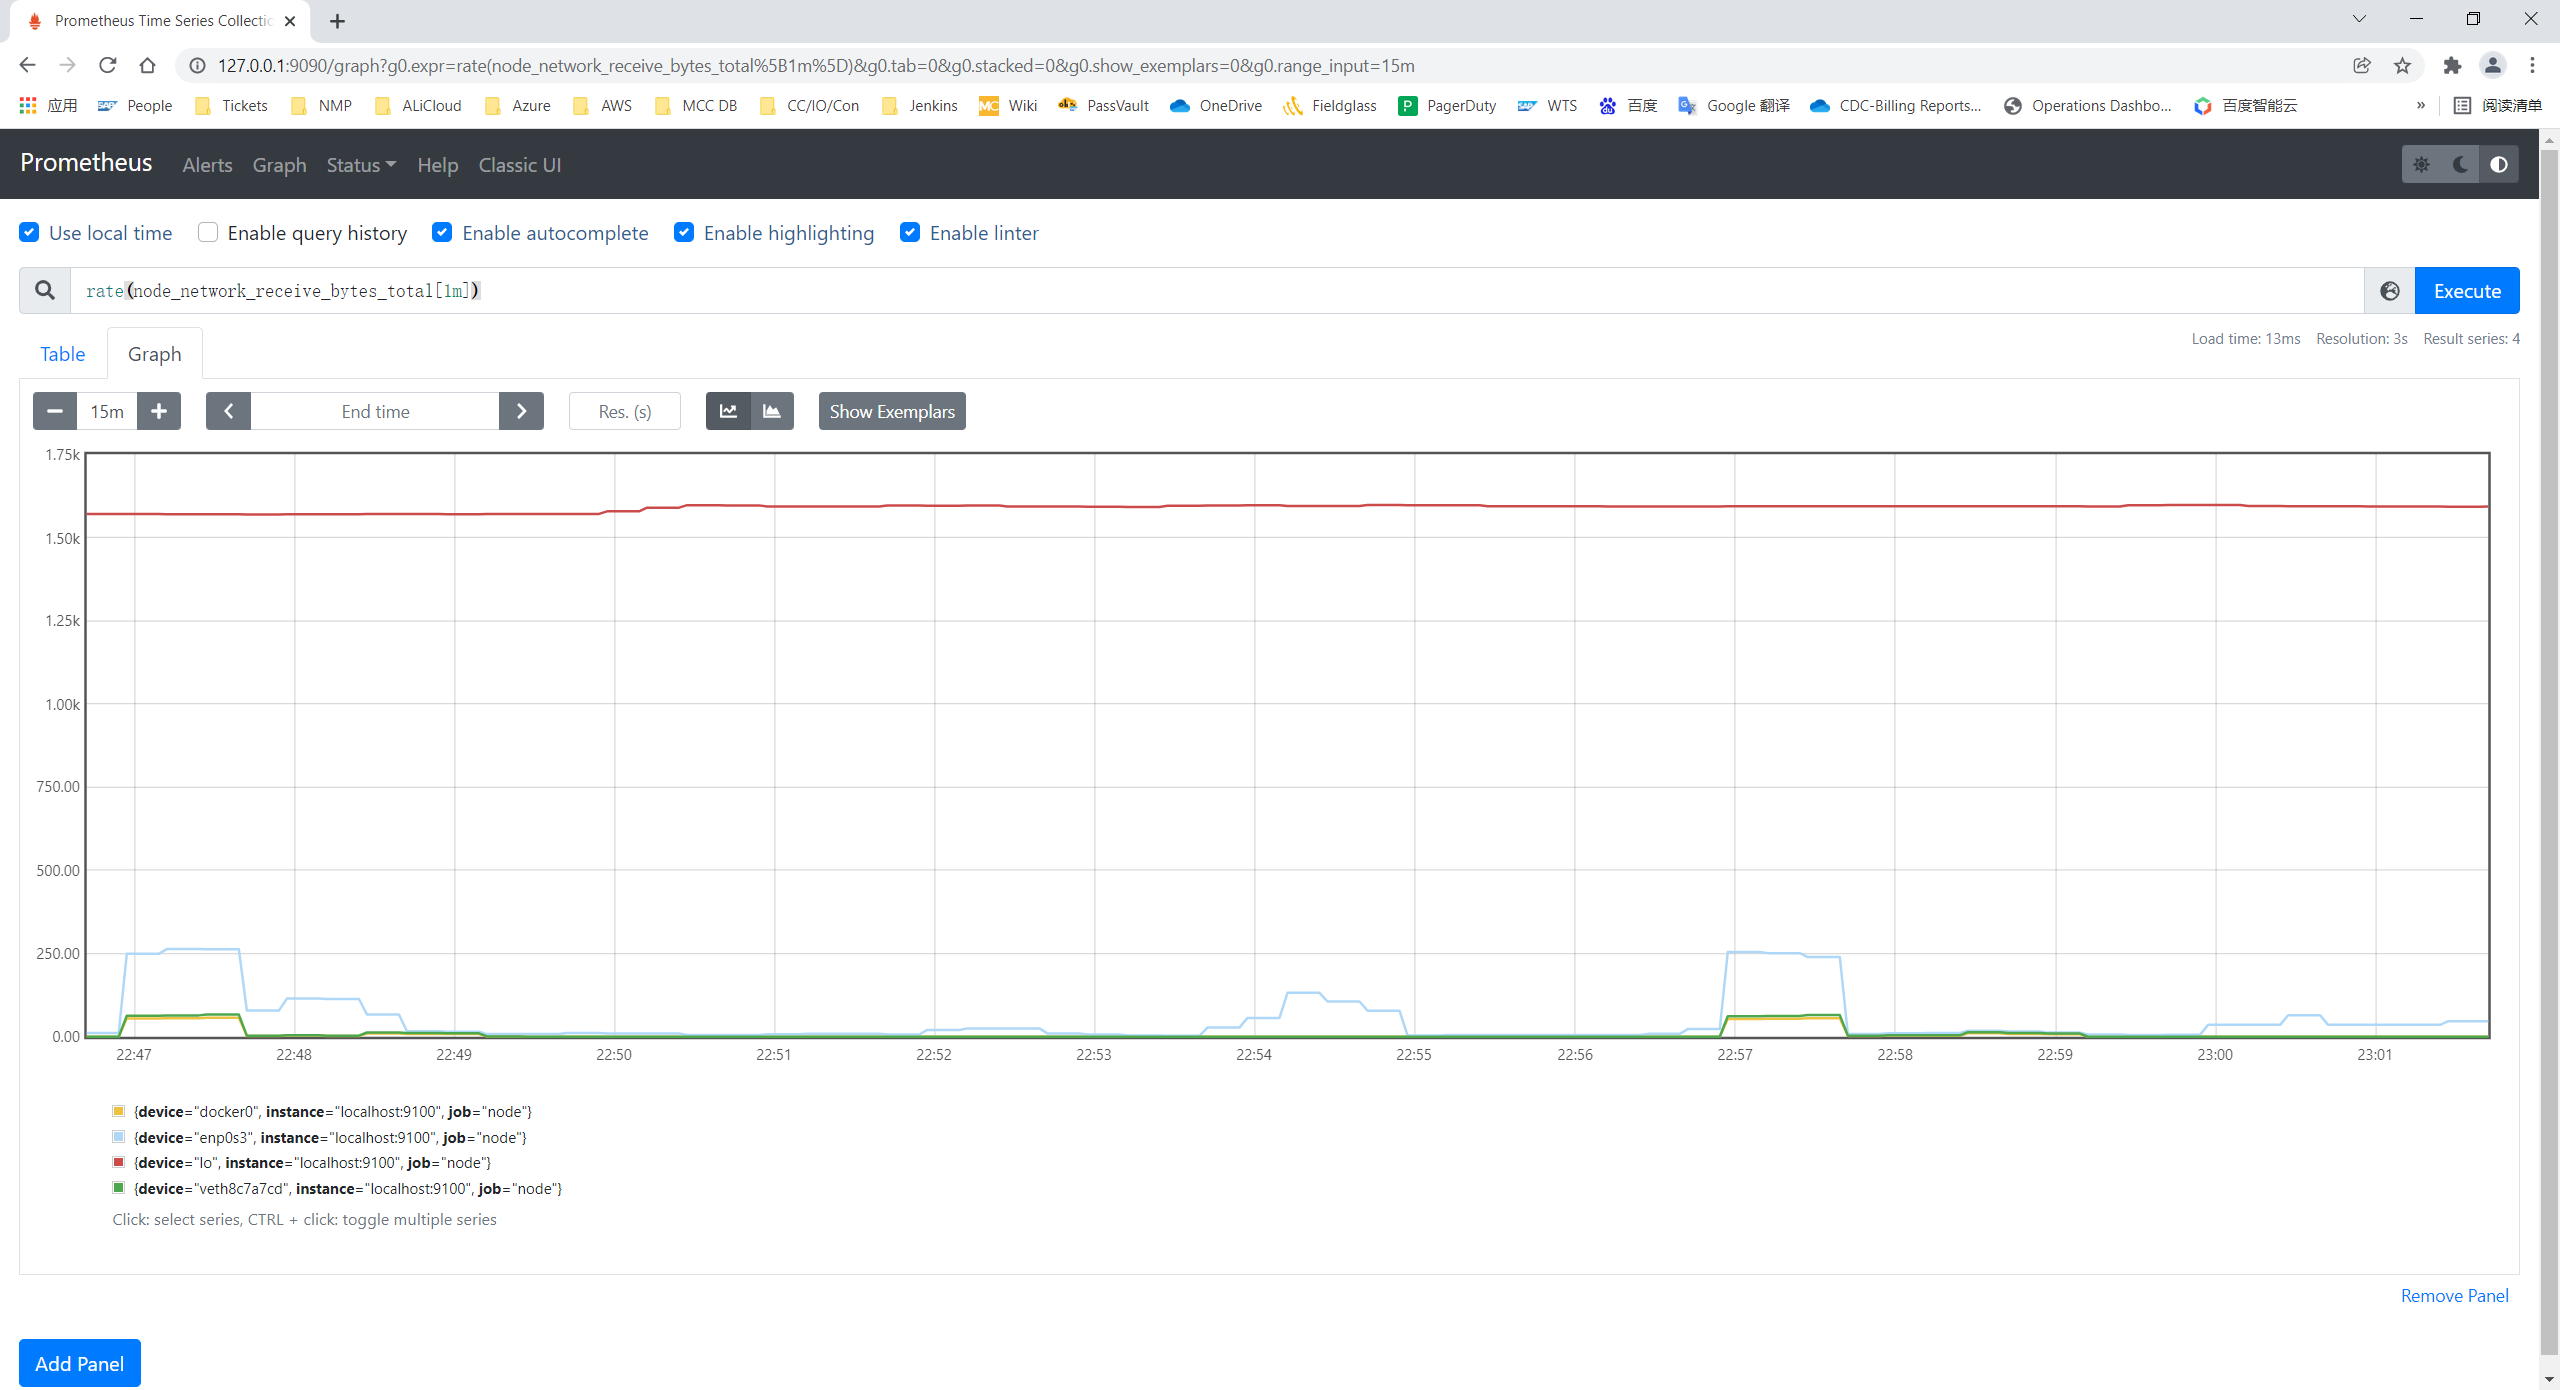 Prometheus Time Series Collectio
127.0.0.1:9090/graph?g0.expr=rate(node_network_receive_bytes_total%5B1m%5D)&g0.tab=0&g0.stacked=0&g0.show_exemplars=0&g0.range_input=15m
应用 People Tickets NMP ALiCloud Azure AWS MCC DB CC/IO/Con Jenkins MC Wiki PassVault OneDrive Fieldglass P PagerDuty WTS 百度 Google 翻译 CDC-Billing Reports... Operations Dashbo... 百度智能云 » 阅读清单
Prometheus Alerts Graph Status Help Classic UI
Use local time Enable query history Enable autocomplete Enable highlighting Enable linter
rate(node_network_receive_bytes_total[1m]) Execute
Load time: 13ms Resolution: 3s Result series: 4
Table Graph
15m End time Res. (s) Show Exemplars
1.75k
1.50k
1.25k
1.00k
750.00
500.00
250.00
0.00
22:47 22:48 22:49 22:50 22:51 22:52 22:53 22:54 22:55 22:56 22:57 22:58 22:59 23:00 23:01
{device="docker0", instance="localhost:9100", job="node"}
{device="enp0s3", instance="localhost:9100", job="node"}
{device="lo", instance="localhost:9100", job="node"}
{device="veth8c7a7cd", instance="localhost:9100", job="node"}
Click: select series, CTRL + click: toggle multiple series
Remove Panel
Add Panel